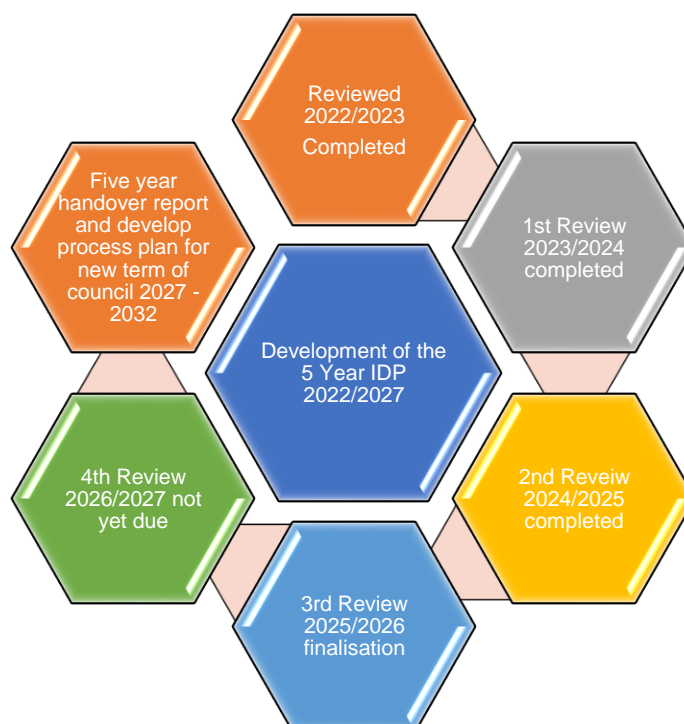 Reviewed
2022/2023
Completed
1st Review
2023/2024
completed
2nd Reveiw
2024/2025
completed
3rd Review
2025/2026
finalisation
4th Review
2026/2027 not
yet due
Five year
handover report
and develop
process plan for
new term of
council 2027 -
2032
Development of the
5 Year IDP
2022/2027